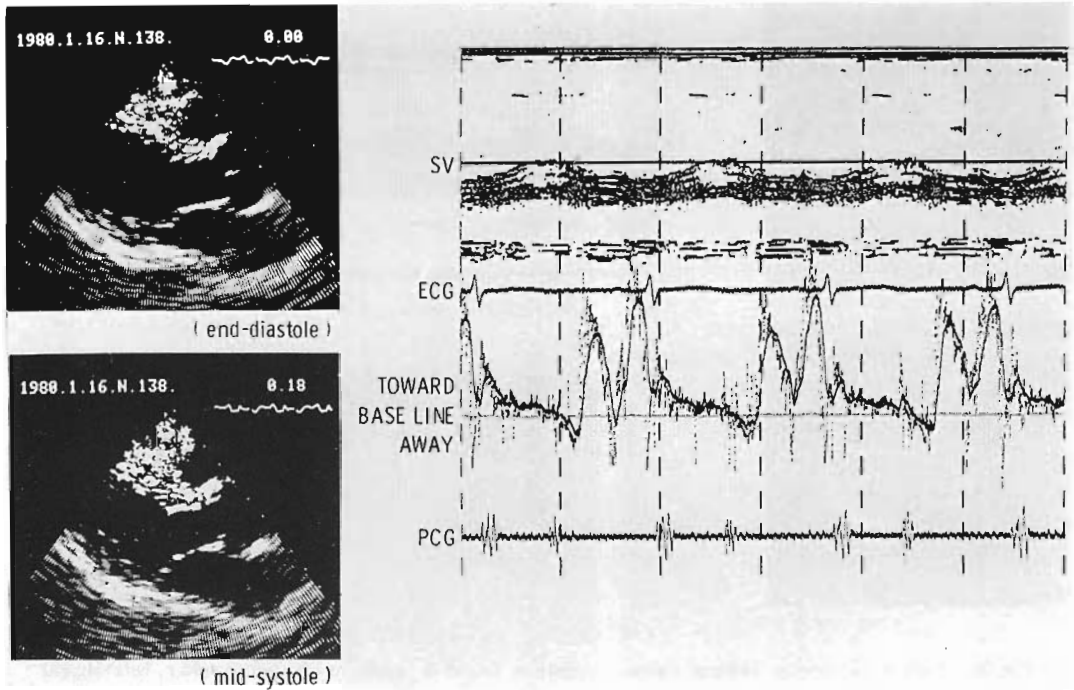 1980.1.16.N.138. 0.00
( end-diastole )
1980.1.16.N.138. 0.18
( mid-systole )
SV
ECG
TOWARD
BASE LINE
AWAY
PCG